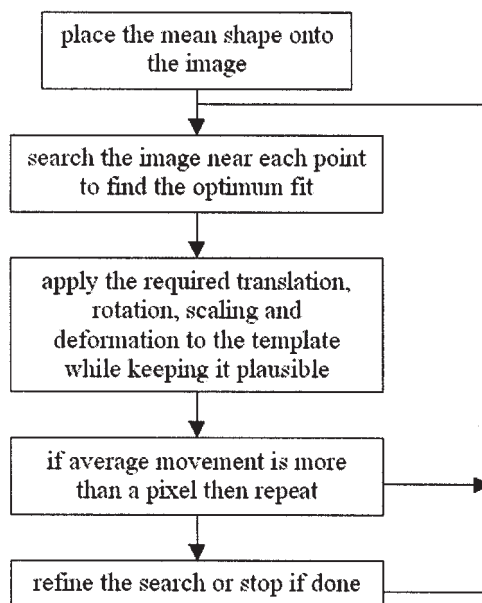 place the mean shape onto
the image
search the image near each point
to find the optimum fit
apply the required translation,
rotation, scaling and
deformation to the template
while keeping it plausible
if average movement is more
than a pixel then repeat
refine the search or stop if done